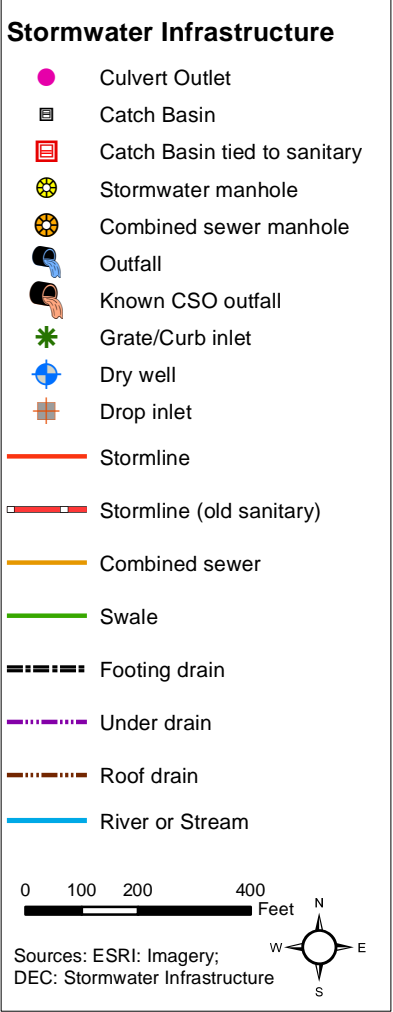 Stormwater Infrastructure
Culvert Outlet
Catch Basin
Catch Basin tied to sanitary
Stormwater manhole
Combined sewer manhole
Outfall
Known CSO outfall
Grate/Curb inlet
Dry well
Drop inlet
Stormline
Stormline (old sanitary)
Combined sewer
Swale
Footing drain
Under drain
Roof drain
River or Stream
0 100 200 400
Feet
N
W E
S
Sources: ESRI: Imagery;
DEC: Stormwater Infrastructure